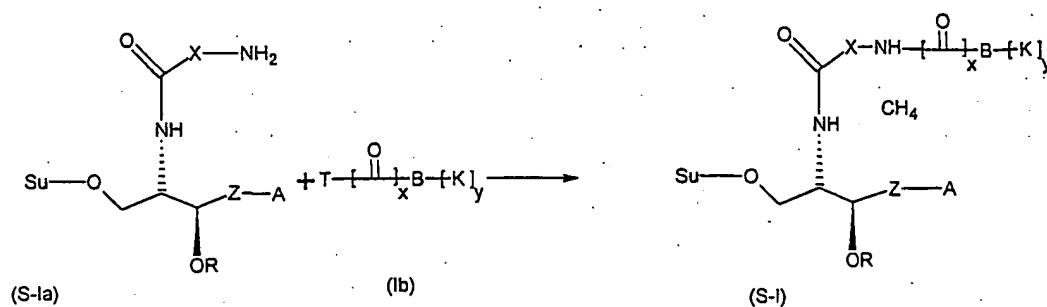 O X NH₂
NH
Su O Z A
OR
(S-Ia)
+ T-[ O ]x B-[K]y
(Ib)
O X-NH-[ O ]x B-[K]y
NH
CH₄
Su O Z A
OR
(S-I)